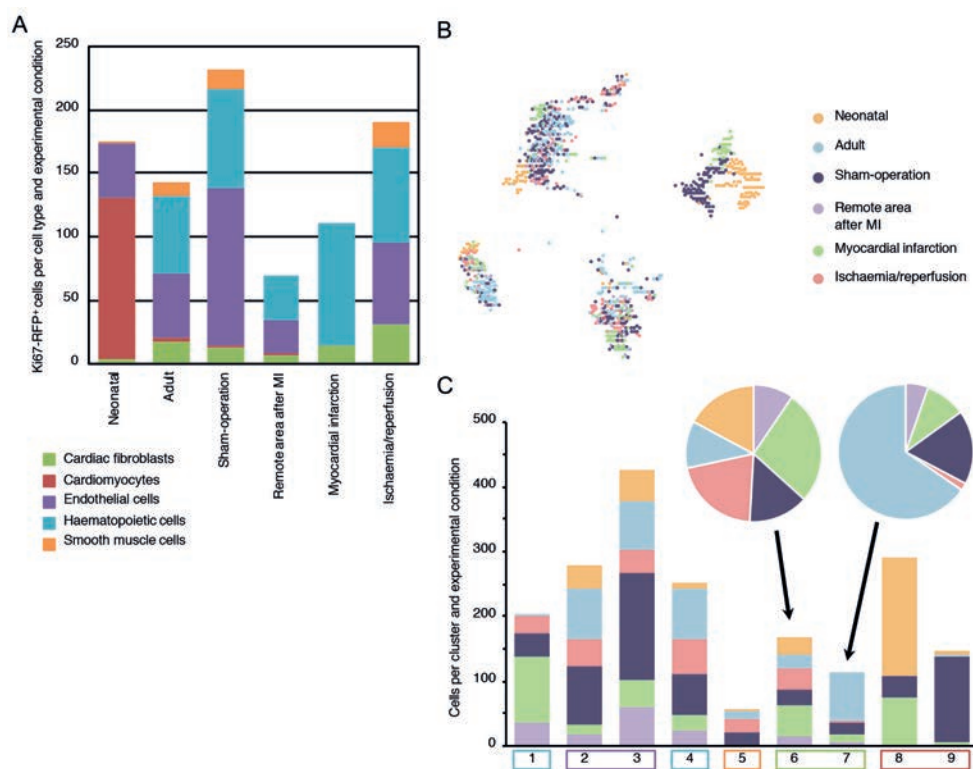 A
Ki67-RFP+ cells per cell type and experimental condition
250
200
150
100
50
0
Neonatal
Adult
Sham-operation
Remote area after MI
Myocardial infarction
Ischaemia/reperfusion
Cardiac fibroblasts
Cardiomyocytes
Endothelial cells
Haematopoietic cells
Smooth muscle cells
B
Neonatal
Adult
Sham-operation
Remote area
after MI
Myocardial infarction
Ischaemia/reperfusion
C
Cells per cluster and experimental condition
500
400
300
200
100
0
1 2 3 4 5 6 7 8 9